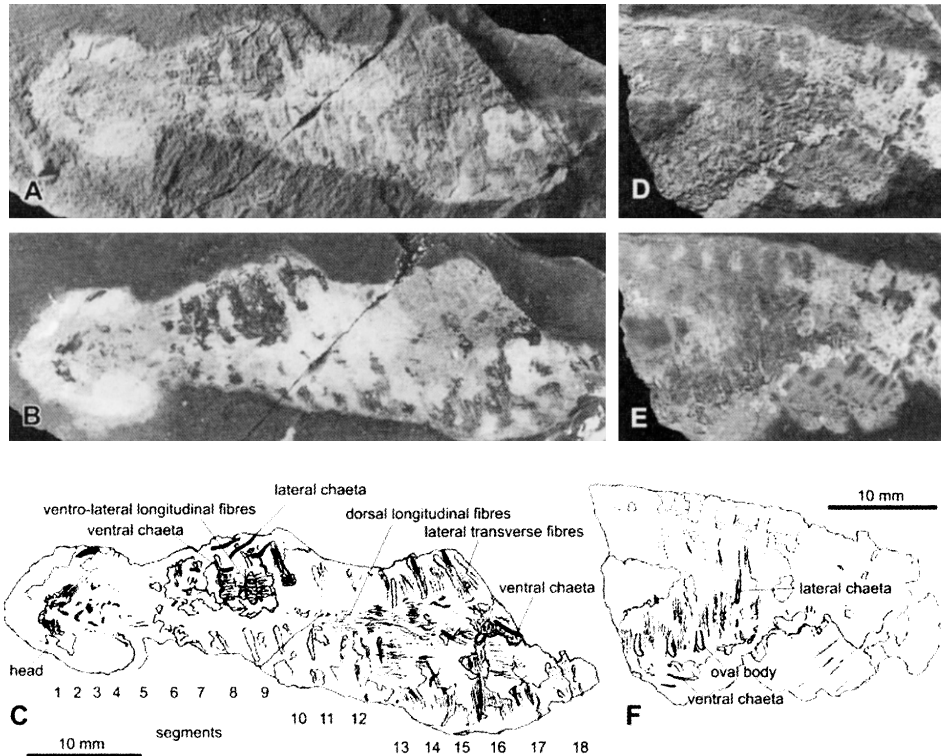 A
D
B
E
lateral chaeta
ventro-lateral longitudinal fibres
dorsal longitudinal fibres
ventral chaeta
lateral transverse fibres
ventral chaeta
10 mm
lateral chaeta
head
oval body
ventral chaeta
1 2 3 4 5 6 7 8 9
10 11 12
13 14 15 16 17 18
C
segments
10 mm
F